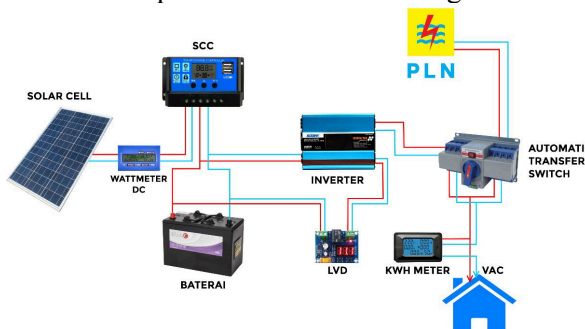 SCC
PLN
SOLAR CELL
WATTMETER
DC
INVERTER
AUTOMATI
TRANSFER
SWITCH
BATERAI
LVD
KWH METER
VAC